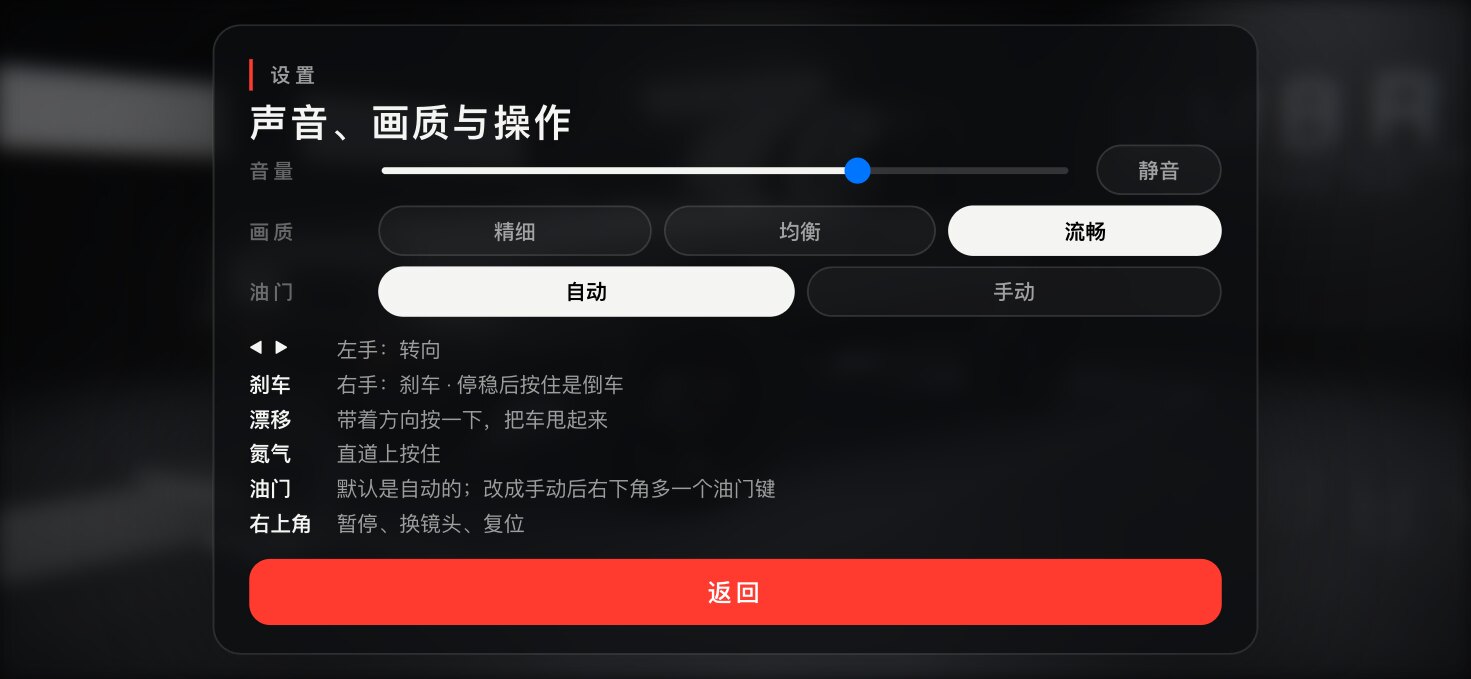 设置
声音、画质与操作
音量 静音
画质 精细 均衡 流畅
油门 自动 手动
◀ ▶ 左手：转向
刹车 右手：刹车 · 停稳后按住是倒车
漂移 带着方向按一下，把车甩起来
氮气 直道上按住
油门 默认是自动的；改成手动后右下角多一个油门键
右上角 暂停、换镜头、复位
返回